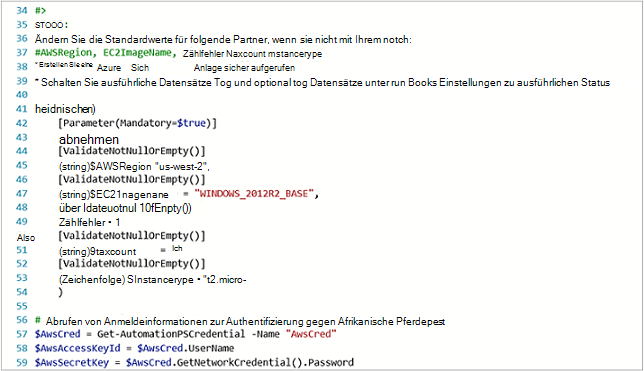 34 #>
35 STOOO:
36 Ändern Sie die Standardwerte für folgende Partner, wenn sie nicht mit Ihrem notch:
37 #AWSRegion, EC2ImageName, Zählfehler Naxcount mstancerype
38 * Erstellen Sie eine Azure Sich Anlage sicher aufgerufen
39 * Schalten Sie ausführliche Datensätze Tog und optional tog Datensätze unter run Books Einstellungen zu ausführlichen Status
40
41 heidnischen)
42 [Parameter(Mandatory=$true)]
43 abnehmen
44 [ValidateNotNullOrEmpty()]
45 (string)$AWSRegion "us-west-2",
46 [ValidateNotNullOrEmpty()]
47 (string)$EC21nagenane = "WINDOWS_2012R2_BASE",
48 über Idateuotnul 10fEnpty())
49 Zählfehler • 1
Also [ValidateNotNullOrEmpty()]
51 (string)9taxcount = Ich
52 [ValidateNotNullOrEmpty()]
53 (Zeichenfolge) SInstancerype • "t2.micro-
54 )
55
56 # Abrufen von Anmeldeinformationen zur Authentifizierung gegen Afrikanische Pferdepest
57 $AwsCred = Get-AutomationPSCredential -Name "AwsCred"
58 $AwsAccessKeyId = $AwsCred.UserName
59 $AwsSecretKey = $AwsCred.GetNetworkCredential().Password